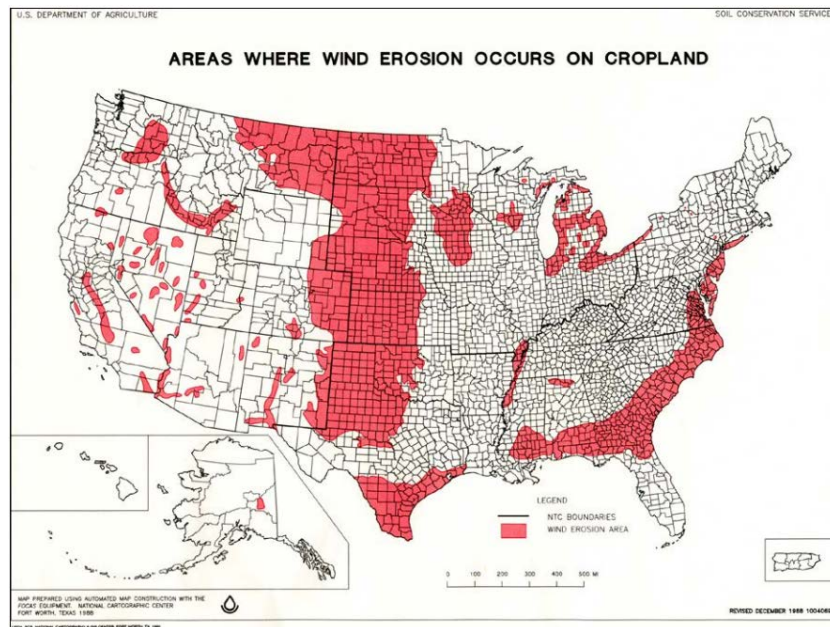 U.S. DEPARTMENT OF AGRICULTURE
SOIL CONSERVATION SERVICE
AREAS WHERE WIND EROSION OCCURS ON CROPLAND
LEGEND
NTC BOUNDARIES
WIND EROSION AREA
0 100 200 300 400 500 MI
MAP PREPARED USING AUTOMATED MAP CONSTRUCTION WITH THE
FOCAS EQUIPMENT. NATIONAL CARTOGRAPHIC CENTER
FORT WORTH, TEXAS 1988
REVISED DECEMBER 1988 1004069